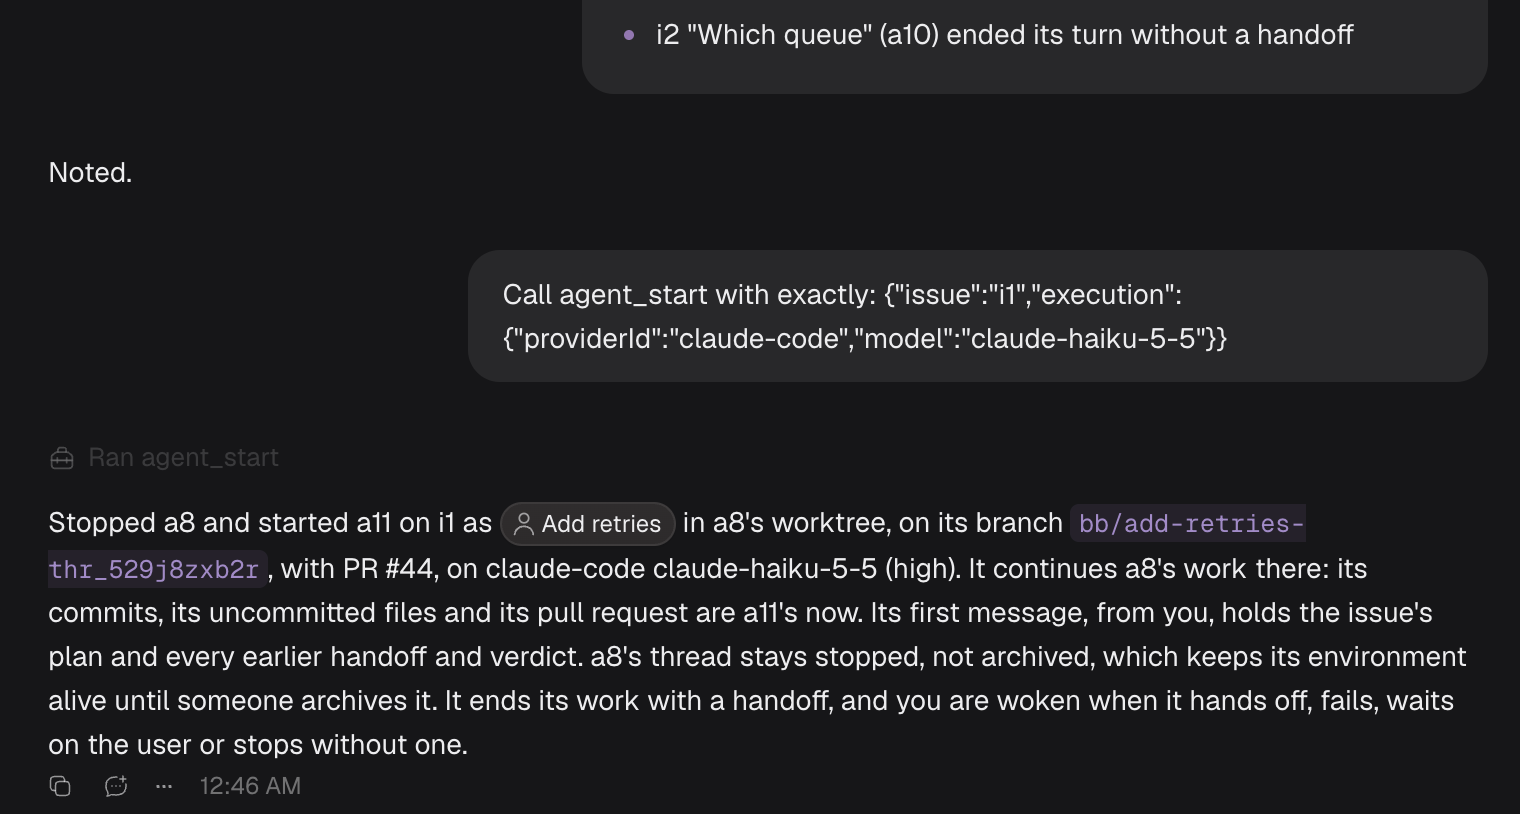 i2 "Which queue" (a10) ended its turn without a handoff
Noted.
Call agent_start with exactly: {"issue":"i1","execution":
{"providerId":"claude-code","model":"claude-haiku-5-5"}}
Ran agent_start
Stopped a8 and started a11 on i1 as Add retries in a8's worktree, on its branch bb/add-retries-
thr_529j8zxb2r, with PR #44, on claude-code claude-haiku-5-5 (high). It continues a8's work there: its
commits, its uncommitted files and its pull request are a11's now. Its first message, from you, holds the issue's
plan and every earlier handoff and verdict. a8's thread stays stopped, not archived, which keeps its environment
alive until someone archives it. It ends its work with a handoff, and you are woken when it hands off, fails, waits
on the user or stops without one.
12:46 AM